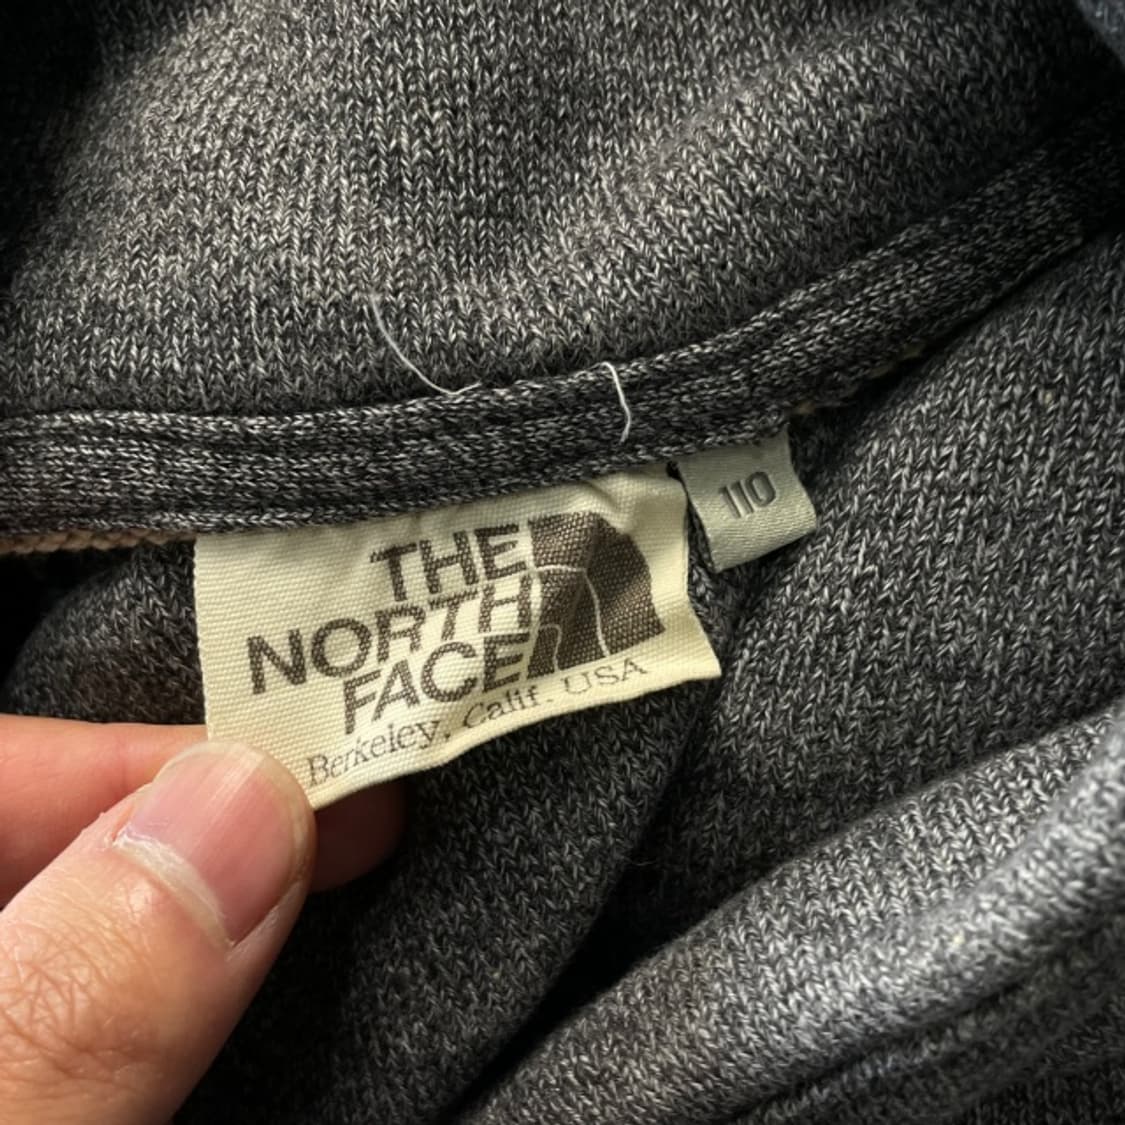 THE
NORTH
FACE
Berkeley, Calif. USA
110